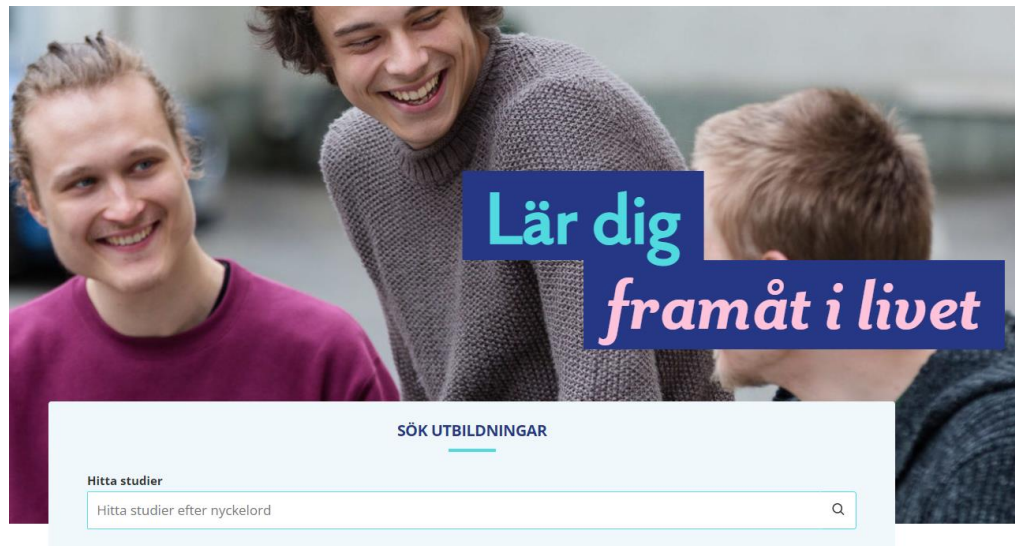 Lär dig
framåt i livet
SÖK UTBILDNINGAR
Hitta studier
Hitta studier efter nyckelord